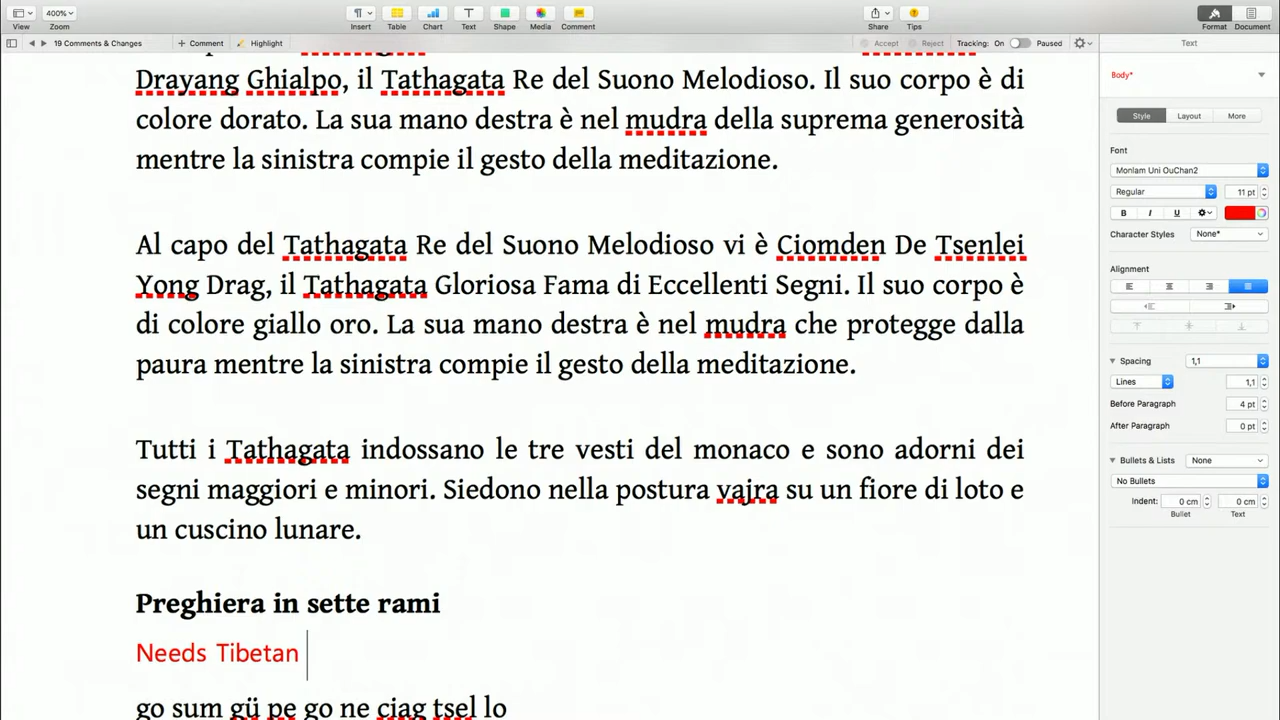 400%
View
Zoom
Insert
Table
Chart
Text
Shape
Media
Comment
Share
Tips
Format
Document
19 Comments & Changes
+ Comment
Highlight
Accept
Reject
Tracking: On
Paused
Text
Drayang Ghialpo, il Tathagata Re del Suono Melodioso. Il suo corpo è di
colore dorato. La sua mano destra è nel mudra della suprema generosità
mentre la sinistra compie il gesto della meditazione.
Al capo del Tathagata Re del Suono Melodioso vi è Ciomden De Tsenlei
Yong Drag, il Tathagata Gloriosa Fama di Eccellenti Segni. Il suo corpo è
di colore giallo oro. La sua mano destra è nel mudra che protegge dalla
paura mentre la sinistra compie il gesto della meditazione.
Tutti i Tathagata indossano le tre vesti del monaco e sono adorni dei
segni maggiori e minori. Siedono nella postura vajra su un fiore di loto e
un cuscino lunare.
Preghiera in sette rami
Needs Tibetan
go sum gü pe go ne ciag tsel lo
Body*
Style
Layout
More
Font
Monlam Uni OuChan2
Regular
11 pt
B I U
Character Styles
None*
Alignment
Spacing
1,1
Lines
1,1
Before Paragraph
4 pt
After Paragraph
0 pt
Bullets & Lists
None
No Bullets
Indent:
0 cm
0 cm
Bullet
Text